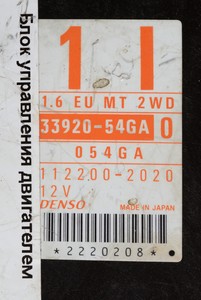 Блок управления двигателем
1 I
1.6 EU MT 2WD
33920-54GA 0
054GA
112200-2020
12V
DENSO MADE IN JAPAN
*2220208*